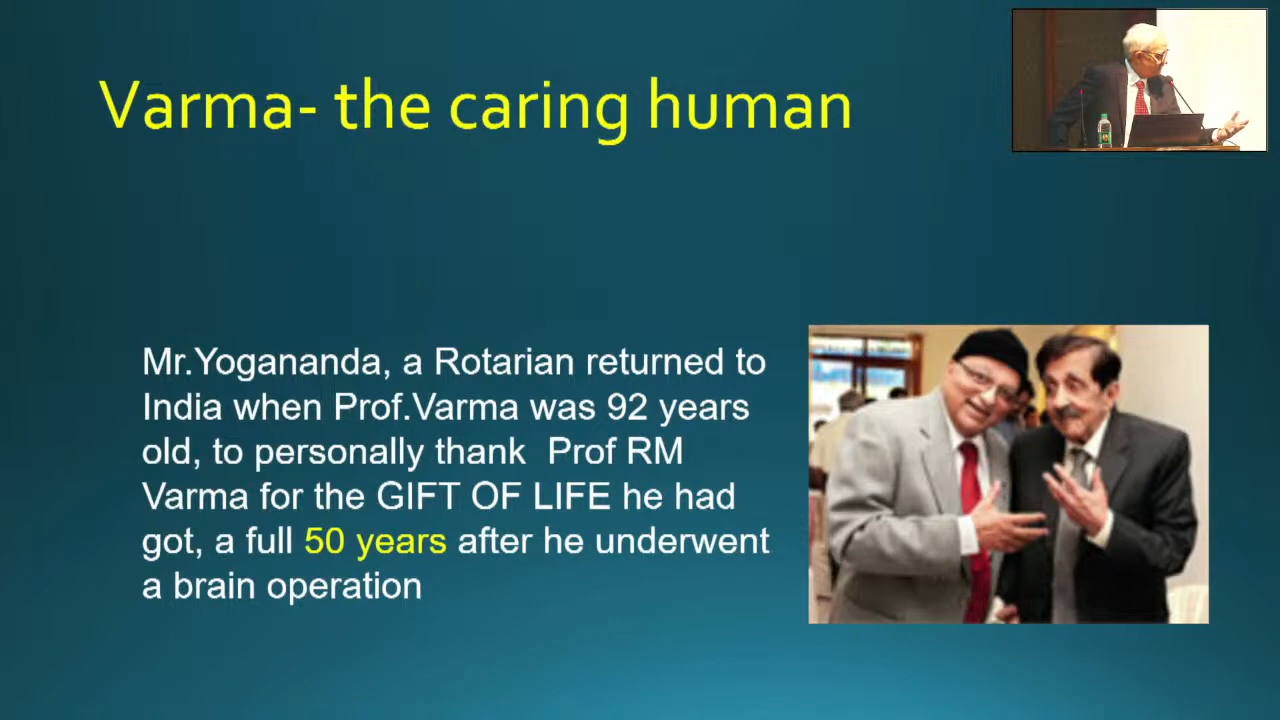 Varma- the caring human
Mr.Yogananda, a Rotarian returned to
India when Prof.Varma was 92 years
old, to personally thank  Prof RM
Varma for the GIFT OF LIFE he had
got, a full 50 years after he underwent
a brain operation